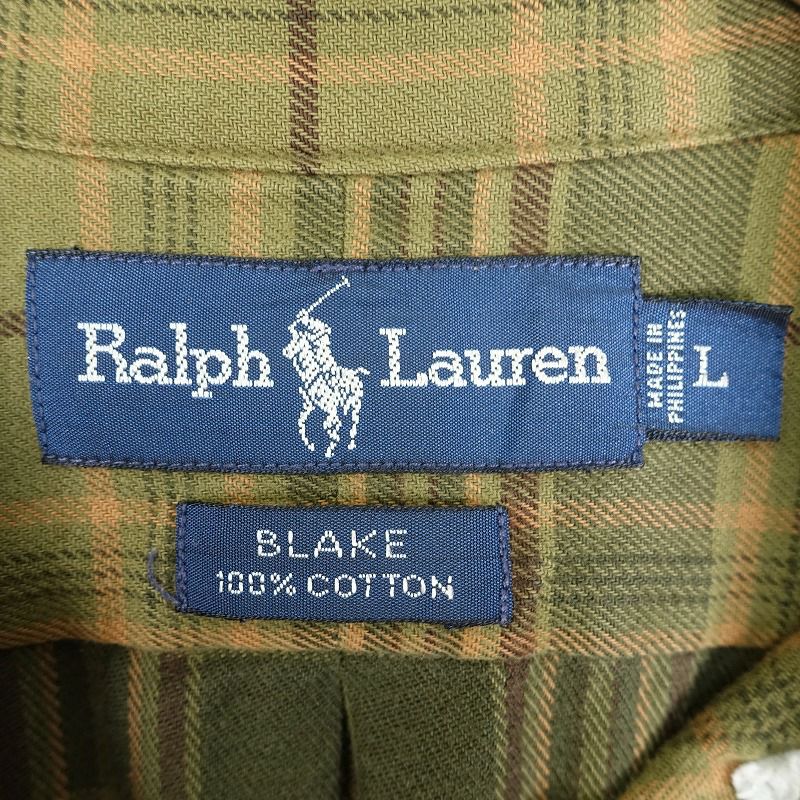 Ralph Lauren
MADE IN
PHILIPPINES
L
BLAKE
100% COTTON